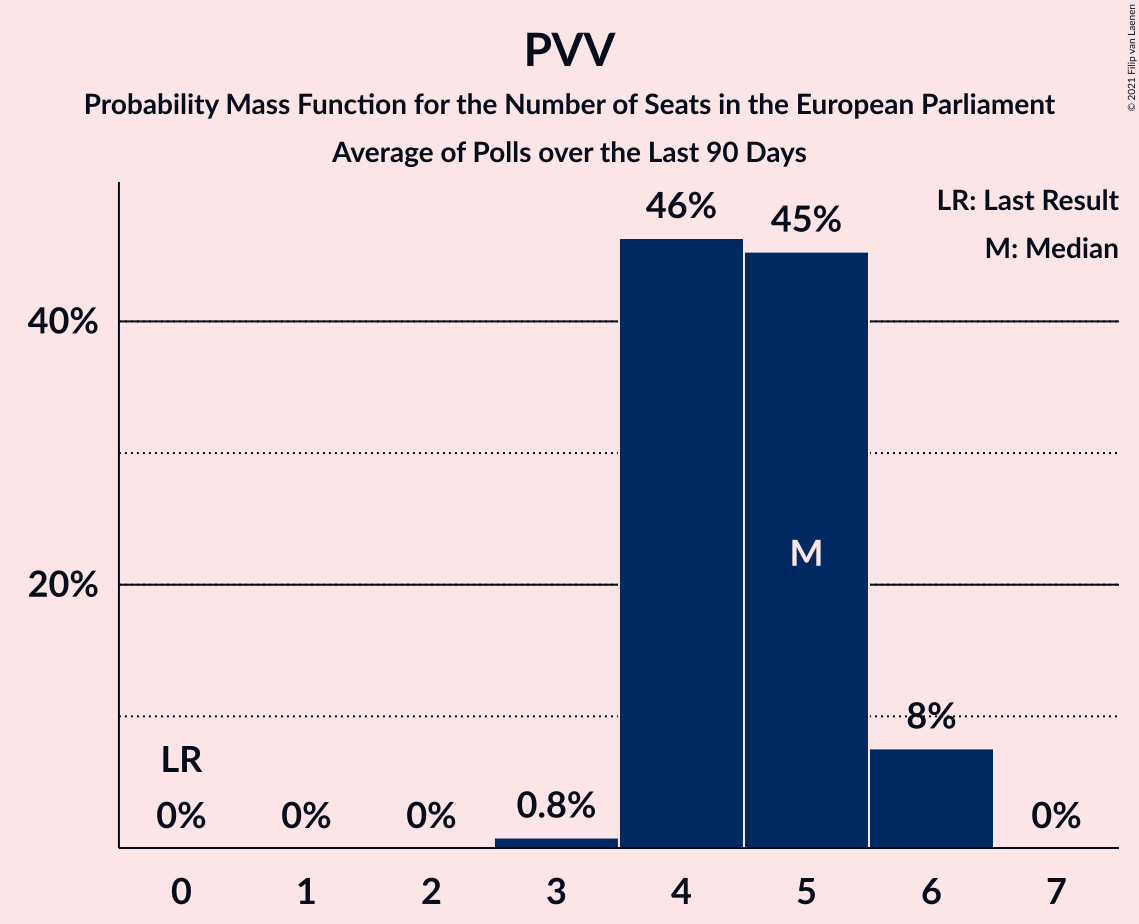 PVV
Probability Mass Function for the Number of Seats in the European Parliament
Average of Polls over the Last 90 Days
© 2021 Filip van Laenen
LR: Last Result
M: Median
46%
45%
40%
M
20%
8%
LR
0%
0%
0%
0.8%
0%
0
1
2
3
4
5
6
7